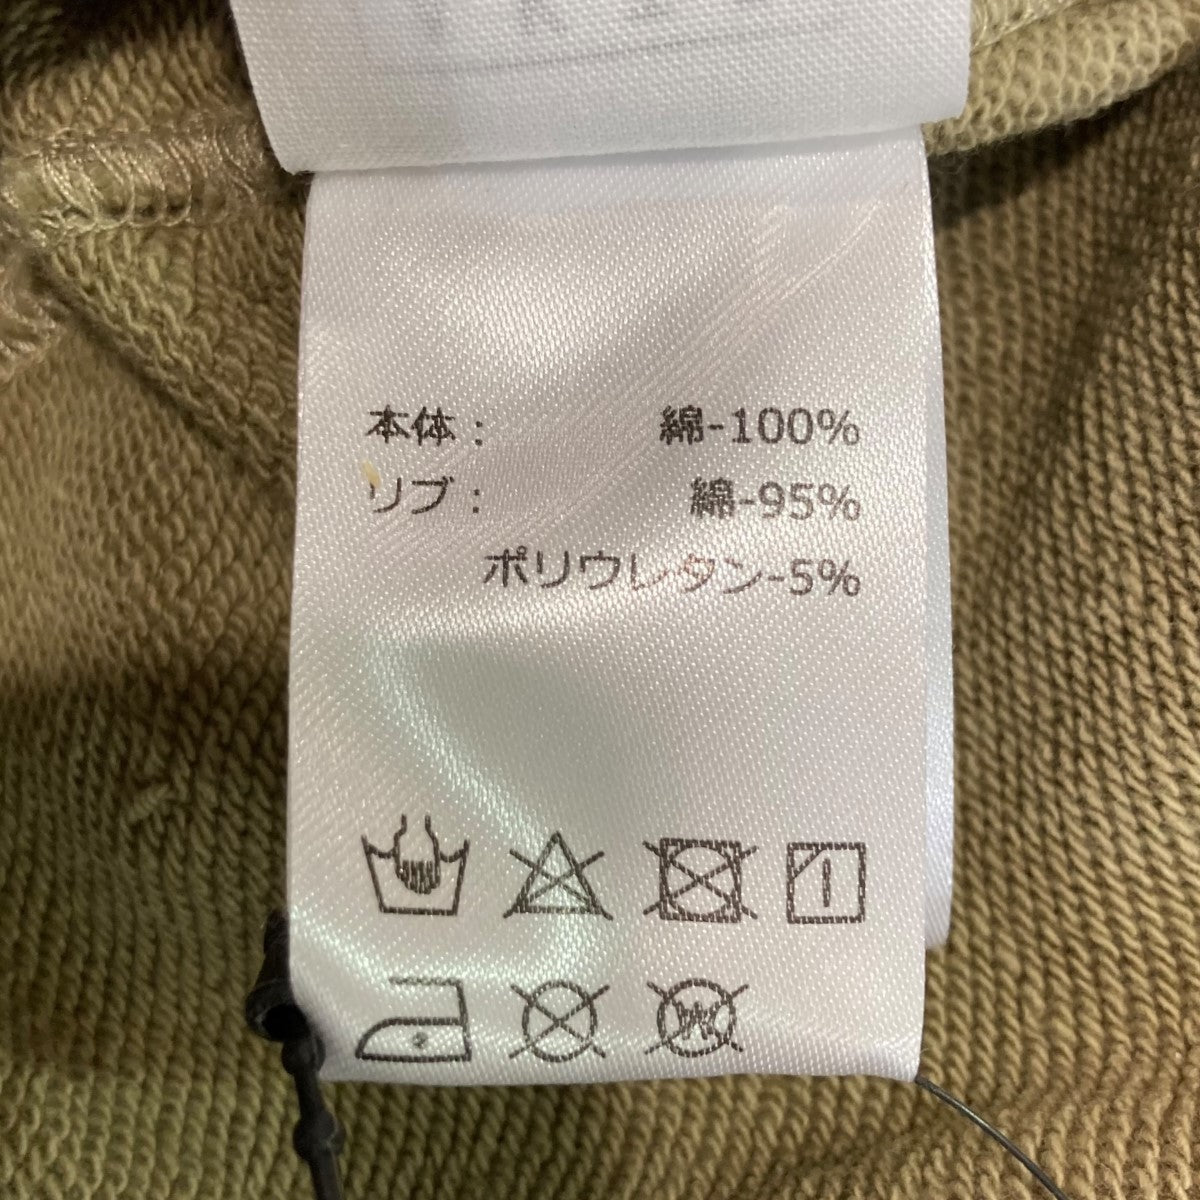 本体: 綿-100%
リブ: 綿-95%
ポリウレタン-5%